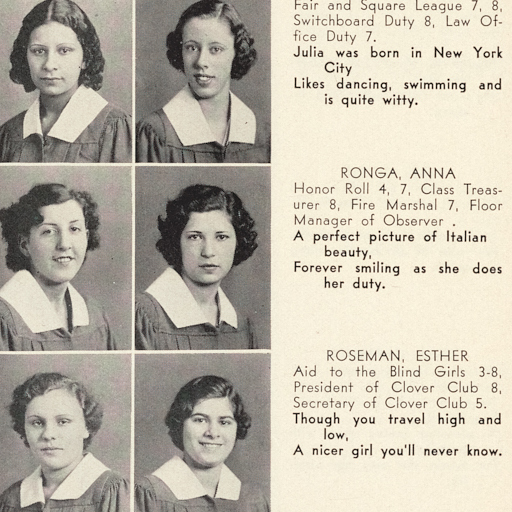 Fair and Square League 7, 8,
Switchboard Duty 8, Law Of-
fice Duty 7.
Julia was born in New York
City
Likes dancing, swimming and
is quite witty.
RONGA, ANNA
Honor Roll 4, 7, Class Treas-
urer 8, Fire Marshal 7, Floor
Manager of Observer .
A perfect picture of Italian
beauty,
Forever smiling as she does
her duty.
ROSEMAN, ESTHER
Aid to the Blind Girls 3-8,
President of Clover Club 8,
Secretary of Clover Club 5.
Though you travel high and
low,
A nicer girl you'll never know.